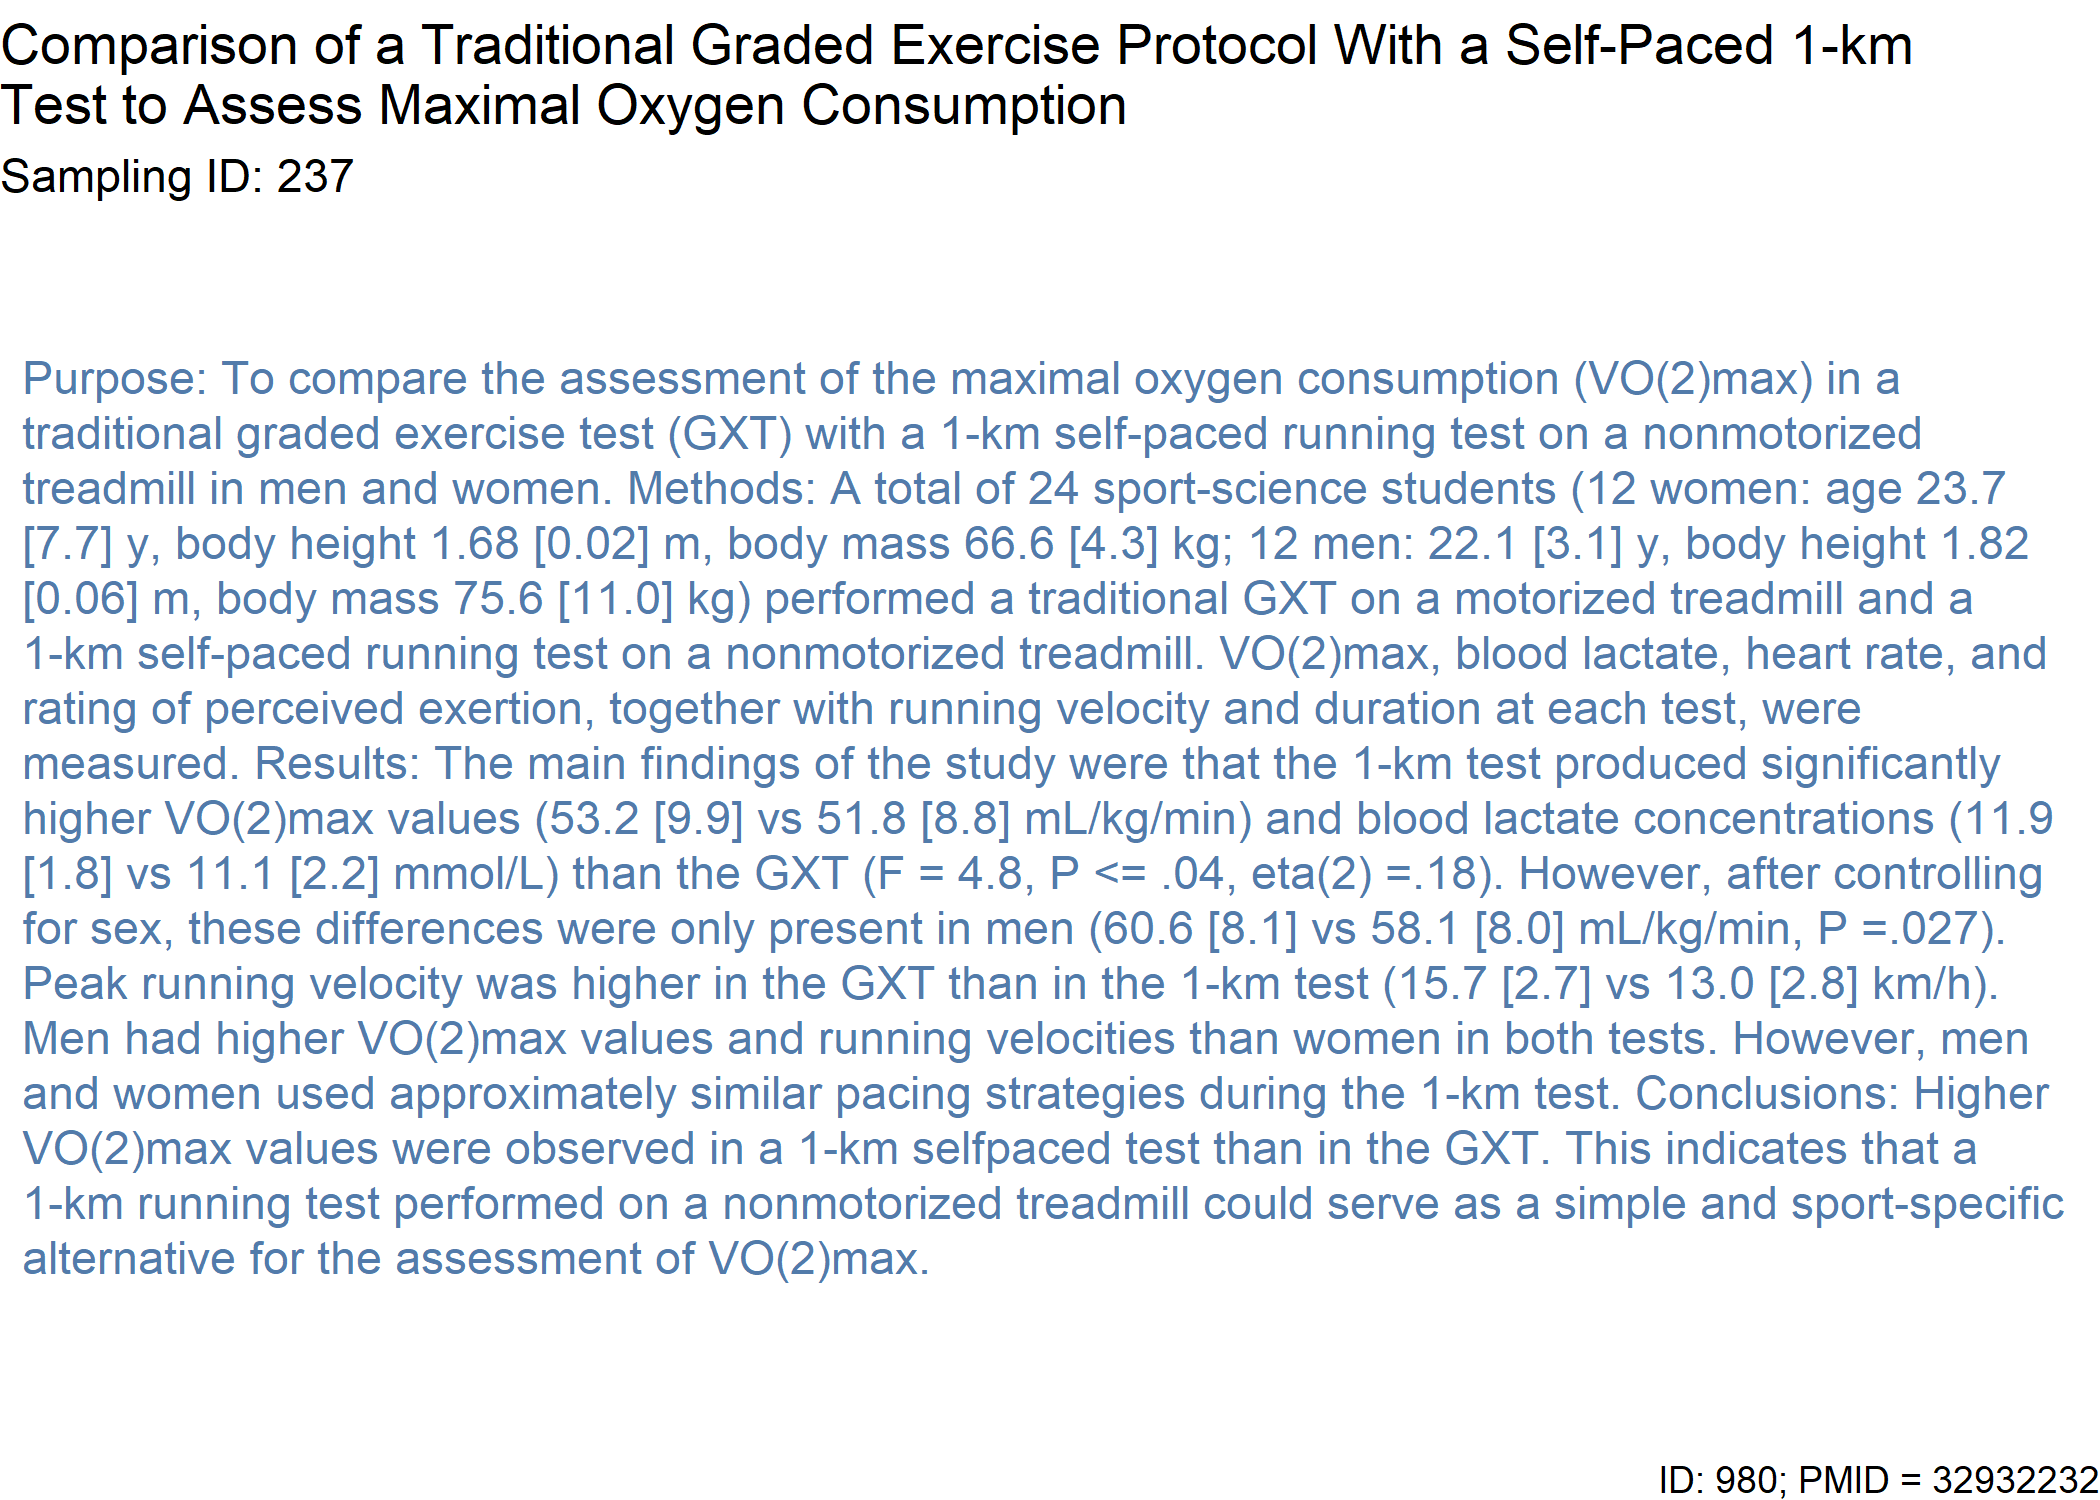 Comparison of a Traditional Graded Exercise Protocol With a Self-Paced 1-km
Test to Assess Maximal Oxygen Consumption
Sampling ID: 237
Purpose: To compare the assessment of the maximal oxygen consumption (VO(2)max) in a
traditional graded exercise test (GXT) with a 1-km self-paced running test on a nonmotorized
treadmill in men and women. Methods: A total of 24 sport-science students (12 women: age 23.7
[7.7] y, body height 1.68 [0.02] m, body mass 66.6 [4.3] kg; 12 men: 22.1 [3.1] y, body height 1.82
[0.06] m, body mass 75.6 [11.0] kg) performed a traditional GXT on a motorized treadmill and a
1-km self-paced running test on a nonmotorized treadmill. VO(2)max, blood lactate, heart rate, and
rating of perceived exertion, together with running velocity and duration at each test, were
measured. Results: The main findings of the study were that the 1-km test produced significantly
higher VO(2)max values (53.2 [9.9] vs 51.8 [8.8] mL/kg/min) and blood lactate concentrations (11.9
[1.8] vs 11.1 [2.2] mmol/L) than the GXT (F = 4.8, P <= .04, eta(2) =.18). However, after controlling
for sex, these differences were only present in men (60.6 [8.1] vs 58.1 [8.0] mL/kg/min, P =.027).
Peak running velocity was higher in the GXT than in the 1-km test (15.7 [2.7] vs 13.0 [2.8] km/h).
Men had higher VO(2)max values and running velocities than women in both tests. However, men
and women used approximately similar pacing strategies during the 1-km test. Conclusions: Higher
VO(2)max values were observed in a 1-km selfpaced test than in the GXT. This indicates that a
1-km running test performed on a nonmotorized treadmill could serve as a simple and sport-specific
alternative for the assessment of VO(2)max.
ID: 980; PMID = 32932232